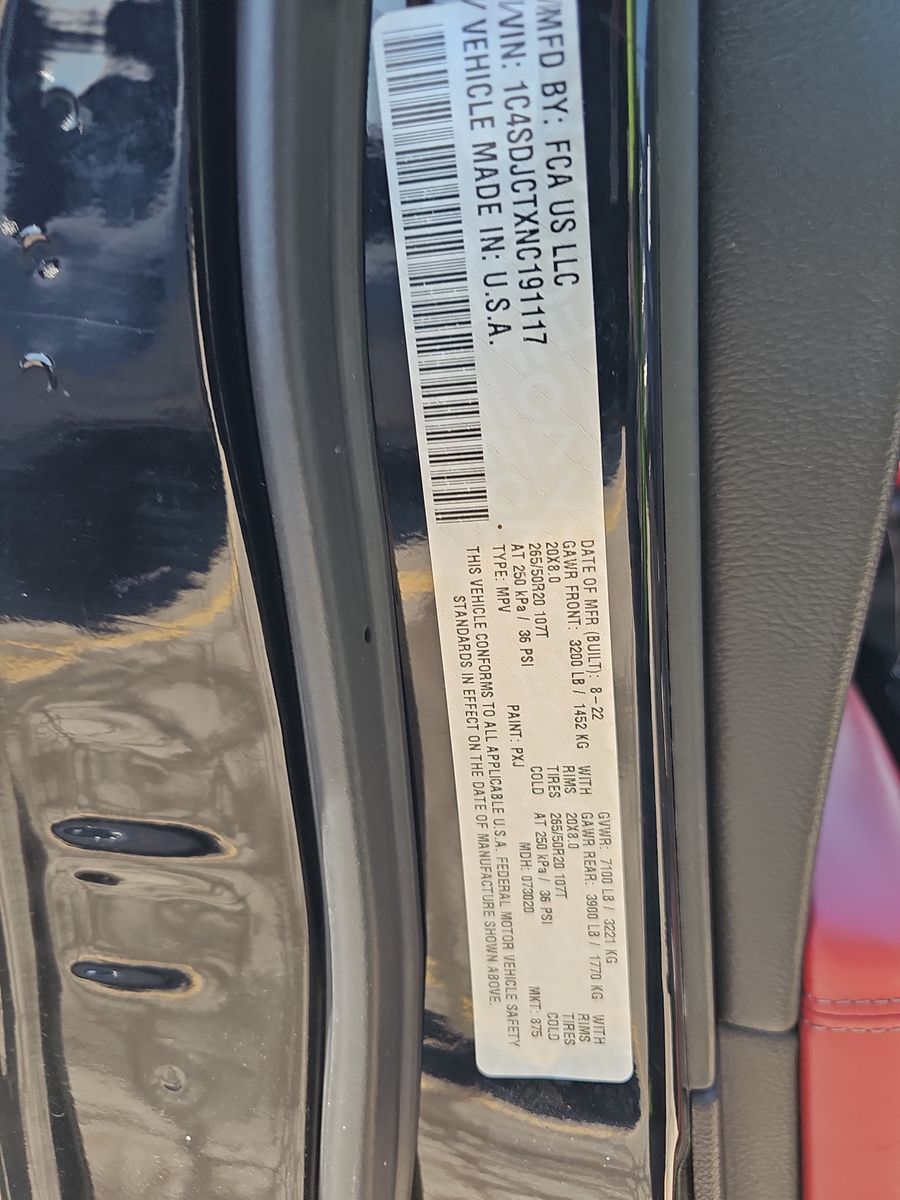 MFD BY: FCA US LLC
VIN: 1C4SDJCTXNC191117
VEHICLE MADE IN: U.S.A.
DATE OF MFR (BUILT): 8-22 GVWR: 7100 LB / 3221 KG
GAWR FRONT: 3200 LB / 1452 KG WITH GAWR REAR: 3900 LB / 1770 KG WITH
20X8.0 RIMS 20X8.0 RIMS
265/50R20 107T TIRES 265/50R20 107T TIRES
AT 250 kPa / 36 PSI COLD AT 250 kPa / 36 PSI COLD
TYPE: MPV PAINT: PXJ MDH: 073020 MKT: 875
THIS VEHICLE CONFORMS TO ALL APPLICABLE U.S.A. FEDERAL MOTOR VEHICLE SAFETY
STANDARDS IN EFFECT ON THE DATE OF MANUFACTURE SHOWN ABOVE.